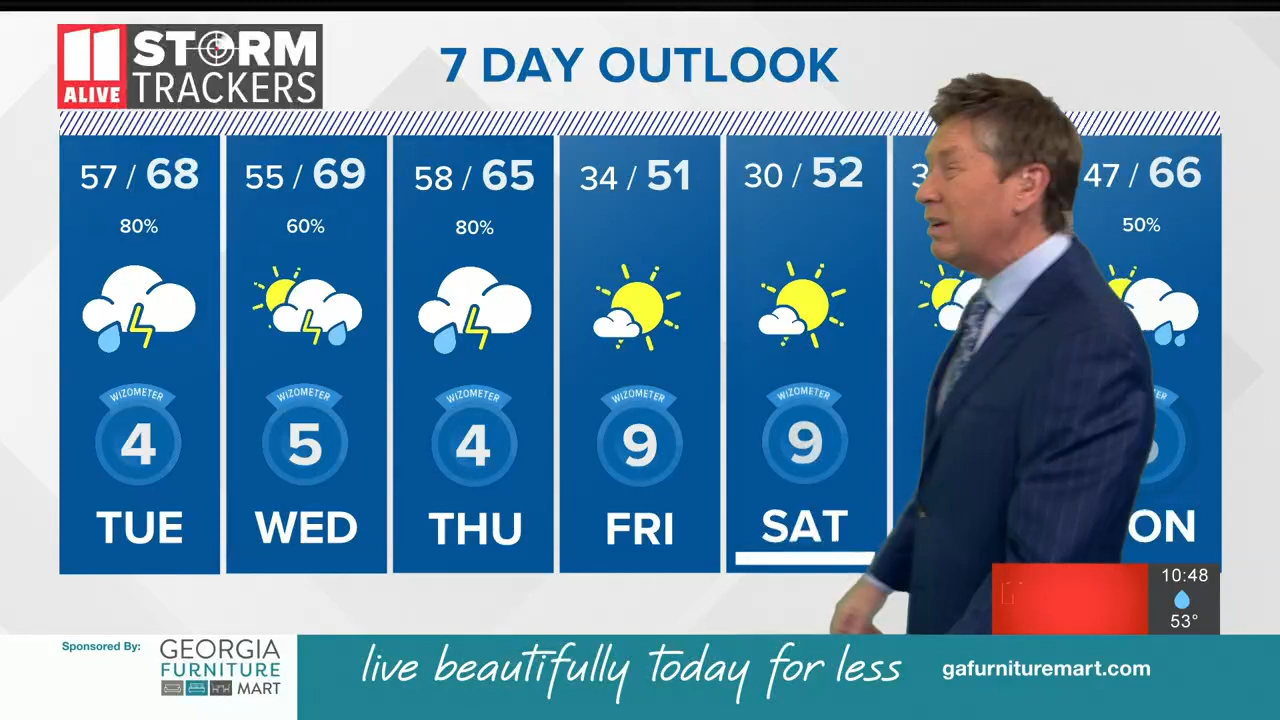 11 ALIVE
STORM
TRACKERS
7 DAY OUTLOOK
57 / 68
80%
WIZOMETER
4
TUE
55 / 69
60%
WIZOMETER
5
WED
58 / 65
80%
WIZOMETER
4
THU
34 / 51
WIZOMETER
9
FRI
30 / 52
WIZOMETER
9
SAT
3
47 / 66
50%
ON
10:48
53°
Sponsored By:
GEORGIA
FURNITURE
MART
live beautifully today for less
gafurnituremart.com